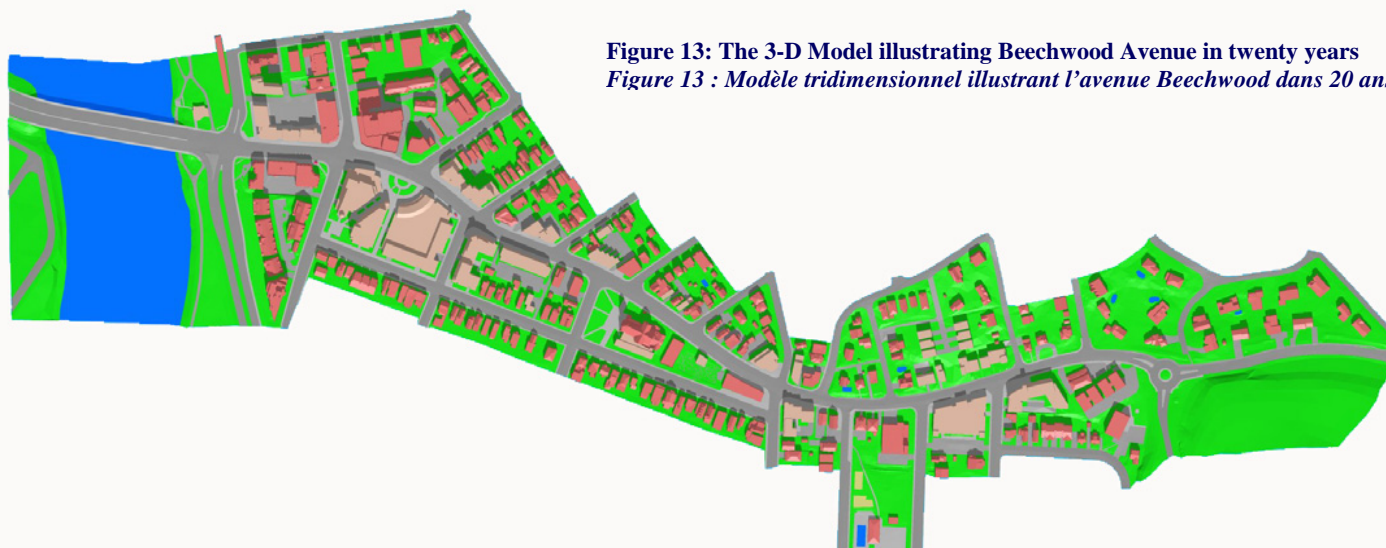 Figure 13: The 3-D Model illustrating Beechwood Avenue in twenty years
Figure 13 : Modèle tridimensionnel illustrant l’avenue Beechwood dans 20 ans